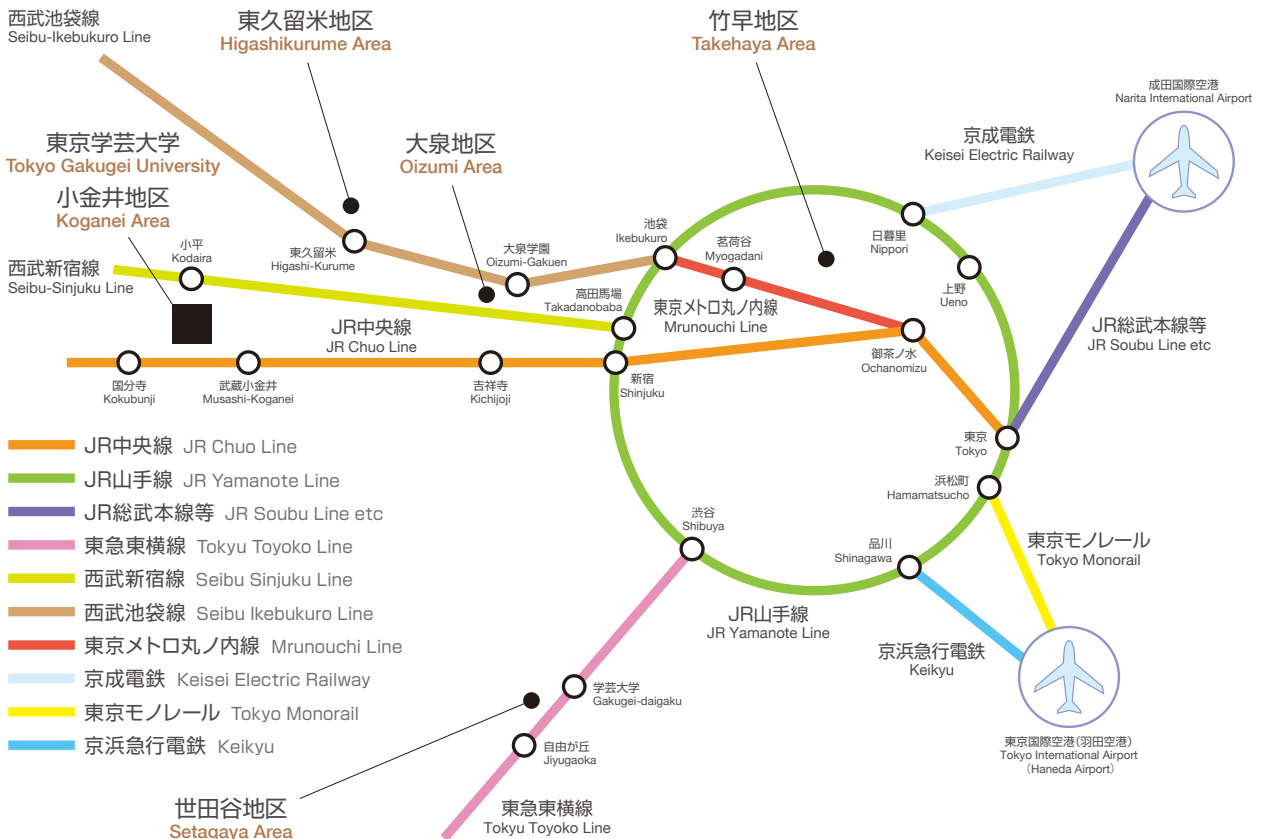 西武池袋線
Seibu-Ikebukuro Line
東久留米地区
Higashikurume Area
竹早地区
Takehaya Area
成田国際空港
Narita International Airport
東京学芸大学
Tokyo Gakugei University
小金井地区
Koganei Area
大泉地区
Oizumi Area
京成電鉄
Keisei Electric Railway
小平
Kodaira
東久留米
Higashi-Kurume
大泉学園
Oizumi-Gakuen
池袋
Ikebukuro
茗荷谷
Myogadani
日暮里
Nippori
上野
Ueno
西武新宿線
Seibu-Sinjuku Line
高田馬場
Takadanobaba
東京メトロ丸ノ内線
Mrunouchi Line
JR中央線
JR Chuo Line
御茶ノ水
Ochanomizu
JR総武本線等
JR Soubu Line etc
国分寺
Kokubunji
武蔵小金井
Musashi-Koganei
吉祥寺
Kichijoji
新宿
Shinjuku
東京
Tokyo
浜松町
Hamamatsucho
渋谷
Shibuya
品川
Shinagawa
東京モノレール
Tokyo Monorail
JR山手線
JR Yamanote Line
京浜急行電鉄
Keikyu
学芸大学
Gakugei-daigaku
自由が丘
Jiyugaoka
東京国際空港(羽田空港)
Tokyo International Airport
(Haneda Airport)
世田谷地区
Setagaya Area
東急東横線
Tokyu Toyoko Line
JR中央線 JR Chuo Line
JR山手線 JR Yamanote Line
JR総武本線等 JR Soubu Line etc
東急東横線 Tokyu Toyoko Line
西武新宿線 Seibu Sinjuku Line
西武池袋線 Seibu Ikebukuro Line
東京メトロ丸ノ内線 Mrunouchi Line
京成電鉄 Keisei Electric Railway
東京モノレール Tokyo Monorail
京浜急行電鉄 Keikyu